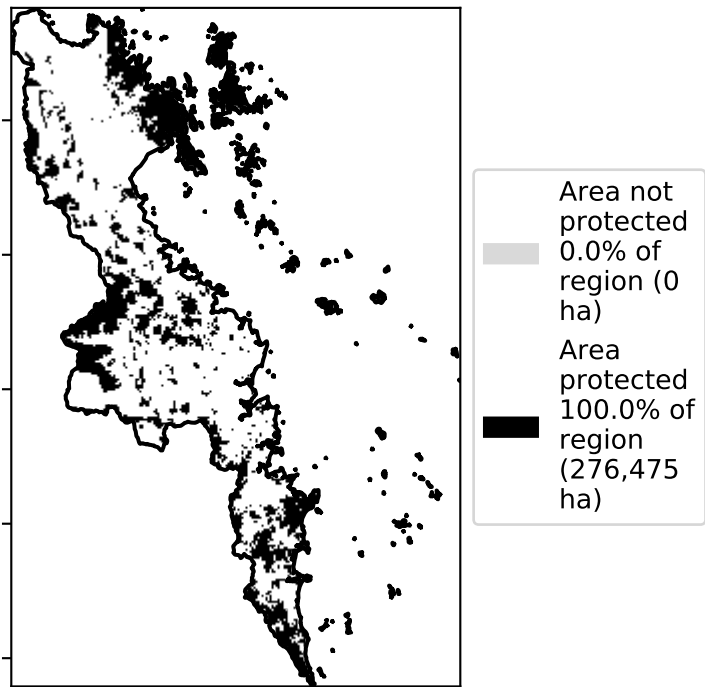 Area not
protected
0.0% of
region (0
ha)
Area
protected
100.0% of
region
(276,475
ha)